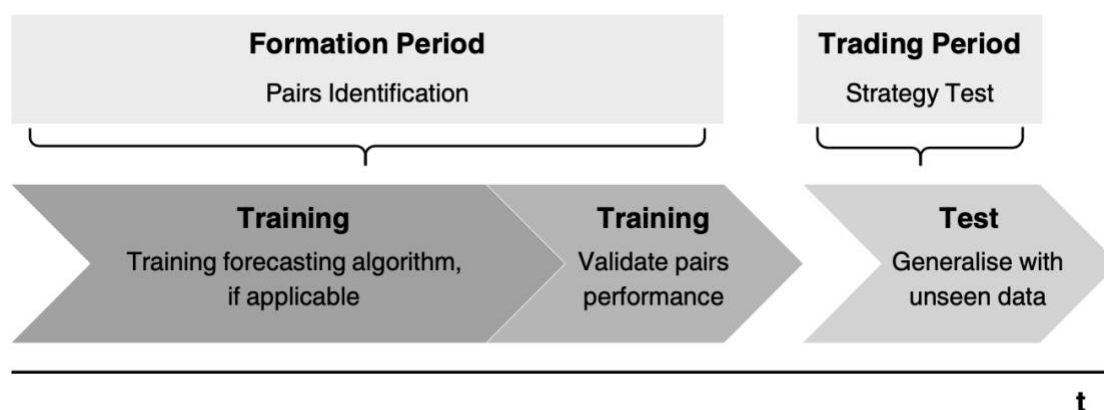 Formation Period
Pairs Identification
Trading Period
Strategy Test
Training
Training forecasting algorithm,
if applicable
Training
Validate pairs
performance
Test
Generalise with
unseen data
t